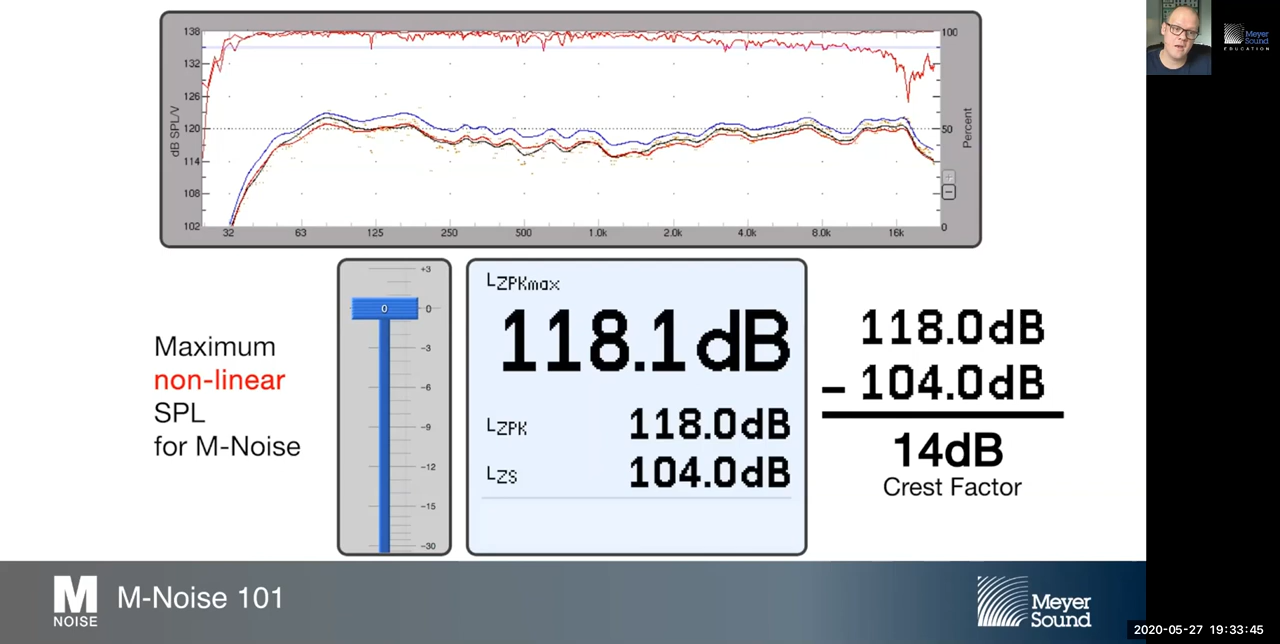 138
132
126
120
114
108
102
dB SPL/V
100
50
0
Percent
+
−
32 63 125 250 500 1.0k 2.0k 4.0k 8.0k 16k
Meyer
Sound
EDUCATION
Maximum
non-linear
SPL
for M-Noise
+3
0 0
−3
−6
−9
−12
−15
−30
LZPKmax
118.1dB
LZPK 118.0dB
LZS 104.0dB
118.0dB
− 104.0dB
14dB
Crest Factor
M
NOISE
M-Noise 101
Meyer
Sound
2020-05-27 19:33:45